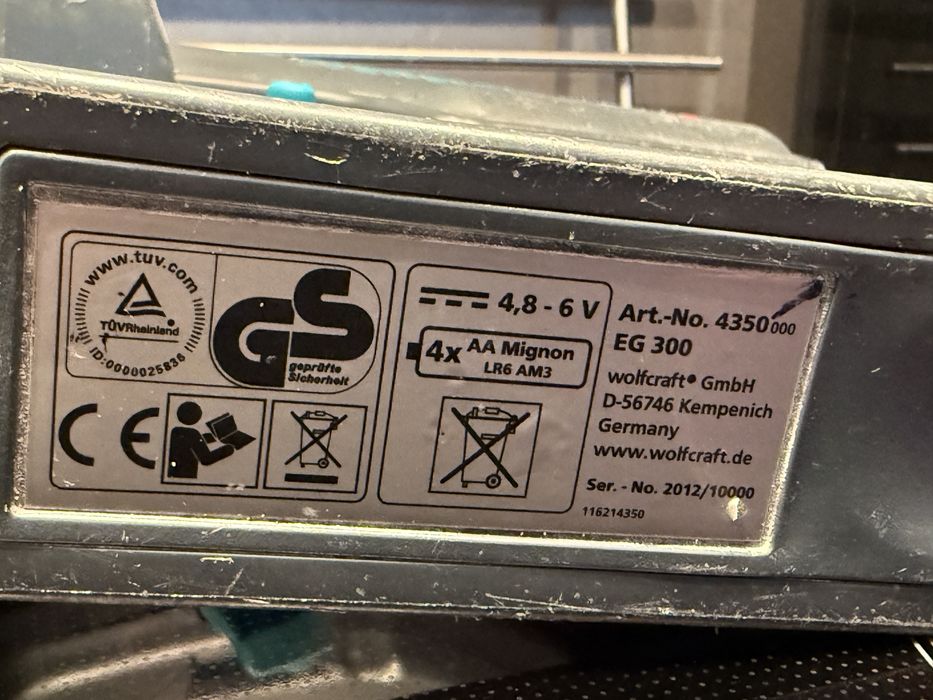 www.tuv.com
TÜVRheinland
ID:0000025838
GS
geprüfte
Sicherheit
CE
4,8 - 6 V
4x AA Mignon
LR6 AM3
Art.-No. 4350000
EG 300
wolfcraft® GmbH
D-56746 Kempenich
Germany
www.wolfcraft.de
Ser. - No. 2012/10000
116214350